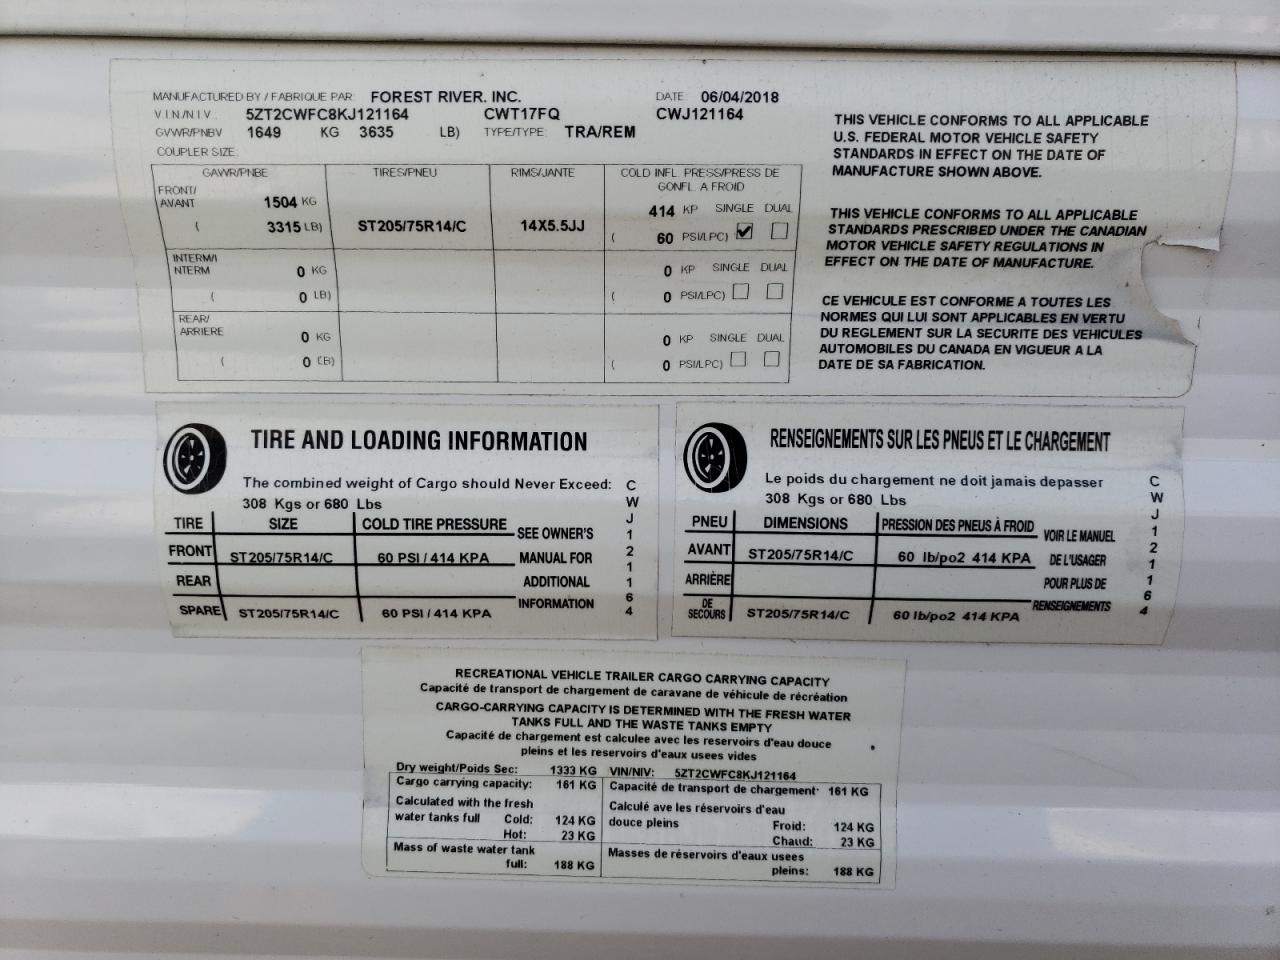 MANUFACTURED BY / FABRIQUE PAR: FOREST RIVER. INC. DATE: 06/04/2018
V.I.N/N.I.V.: 5ZT2CWFC8KJ121164 CWT17FQ CWJ121164
GVWR/PNBV 1649 KG 3635 LB) TYPE/TYPE: TRA/REM
COUPLER SIZE:
GAWR/PNBE TIRES/PNEU RIMS/JANTE COLD INFL. PRESS/PRESS DE
GONFL. A FROID
FRONT/
AVANT 1504 KG 414 KP SINGLE DUAL
( 3315 LB) ST205/75R14/C 14X5.5JJ ( 60 PSI/LPC)
INTERM/I
NTERM 0 KG 0 KP SINGLE DUAL
( 0 LB) ( 0 PSI/LPC)
REAR/
ARRIERE 0 KG 0 KP SINGLE DUAL
( 0 LB) ( 0 PSI/LPC)
THIS VEHICLE CONFORMS TO ALL APPLICABLE
U.S. FEDERAL MOTOR VEHICLE SAFETY
STANDARDS IN EFFECT ON THE DATE OF
MANUFACTURE SHOWN ABOVE.
THIS VEHICLE CONFORMS TO ALL APPLICABLE
STANDARDS PRESCRIBED UNDER THE CANADIAN
MOTOR VEHICLE SAFETY REGULATIONS IN
EFFECT ON THE DATE OF MANUFACTURE.
CE VEHICULE EST CONFORME A TOUTES LES
NORMES QUI LUI SONT APPLICABLES EN VERTU
DU REGLEMENT SUR LA SECURITE DES VEHICULES
AUTOMOBILES DU CANADA EN VIGUEUR A LA
DATE DE SA FABRICATION.
TIRE AND LOADING INFORMATION
The combined weight of Cargo should Never Exceed:
308 Kgs or 680 Lbs
TIRE SIZE COLD TIRE PRESSURE SEE OWNER'S
FRONT ST205/75R14/C 60 PSI / 414 KPA MANUAL FOR
REAR ADDITIONAL
SPARE ST205/75R14/C 60 PSI / 414 KPA INFORMATION
CWJ121164
RENSEIGNEMENTS SUR LES PNEUS ET LE CHARGEMENT
Le poids du chargement ne doit jamais depasser
308 Kgs or 680 Lbs
PNEU DIMENSIONS PRESSION DES PNEUS À FROID VOIR LE MANUEL
AVANT ST205/75R14/C 60 lb/po2 414 KPA DE L'USAGER
ARRIÈRE POUR PLUS DE
DE
SECOURS ST205/75R14/C 60 lb/po2 414 KPA RENSEIGNEMENTS
CWJ121164
RECREATIONAL VEHICLE TRAILER CARGO CARRYING CAPACITY
Capacité de transport de chargement de caravane de véhicule de récréation
CARGO-CARRYING CAPACITY IS DETERMINED WITH THE FRESH WATER
TANKS FULL AND THE WASTE TANKS EMPTY
Capacité de chargement est calculee avec les reservoirs d'eau douce
pleins et les reservoirs d'eaux usees vides
Dry weight/Poids Sec: 1333 KG VIN/NIV: 5ZT2CWFC8KJ121164
Cargo carrying capacity: 161 KG Capacité de transport de chargement: 161 KG
Calculated with the fresh Calculé ave les réservoirs d'eau
water tanks full Cold: 124 KG douce pleins Froid: 124 KG
Hot: 23 KG Chaud: 23 KG
Mass of waste water tank Masses de réservoirs d'eaux usees
full: 188 KG pleins: 188 KG